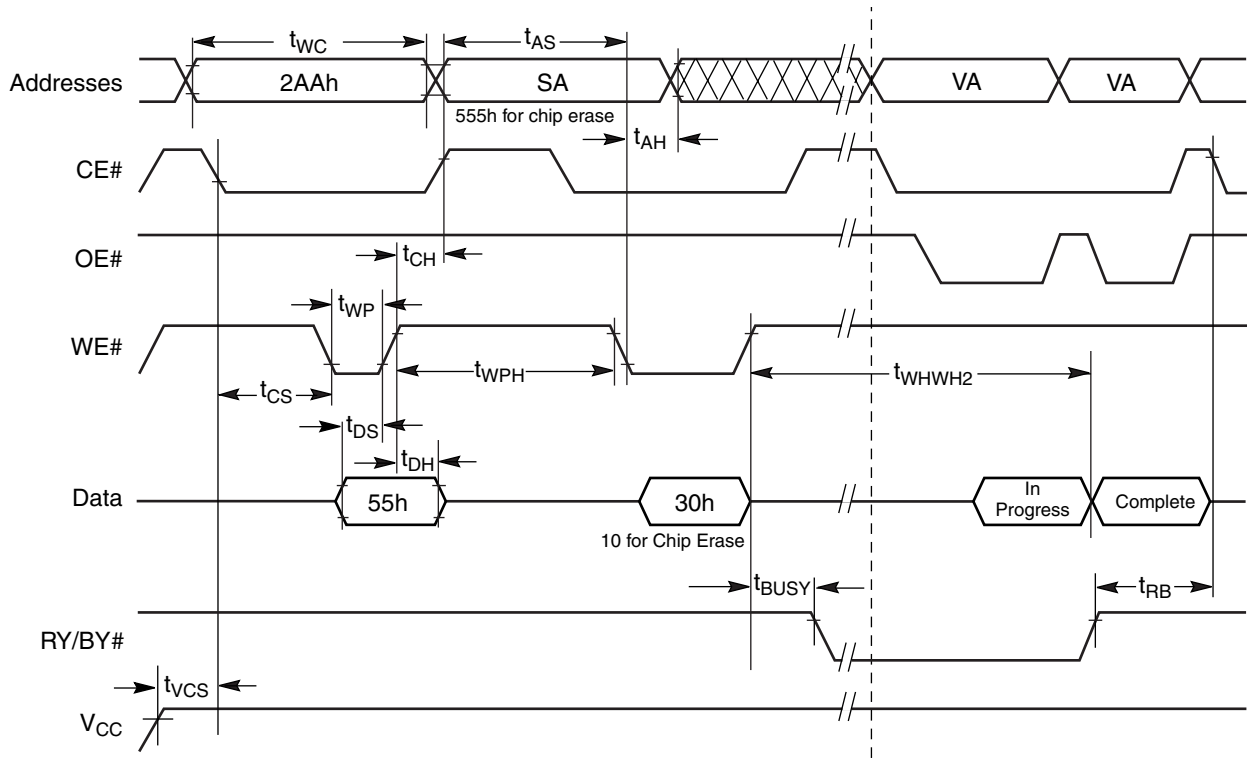 tWC
tAS
Addresses
2AAh
SA
VA
VA
555h for chip erase
tAH
CE#
OE#
tCH
tWP
WE#
tWPH
tWHWH2
tCS
tDS
tDH
Data
55h
30h
In
Progress
Complete
10 for Chip Erase
tBUSY
tRB
RY/BY#
tVCS
VCC